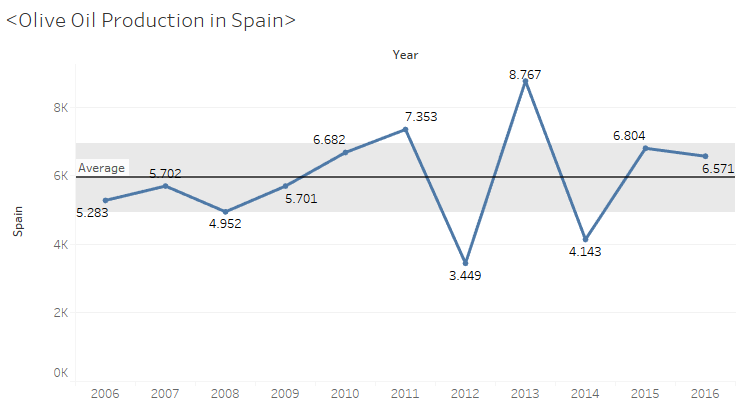 <Olive Oil Production in Spain>
Year
8.767
8K
7.353
6.682
6.804
Average
5.702
6K
6.571
5.283
5.701
4.952
Spain
4K
4.143
3.449
2K
0K
2006 2007 2008 2009 2010 2011 2012 2013 2014 2015 2016